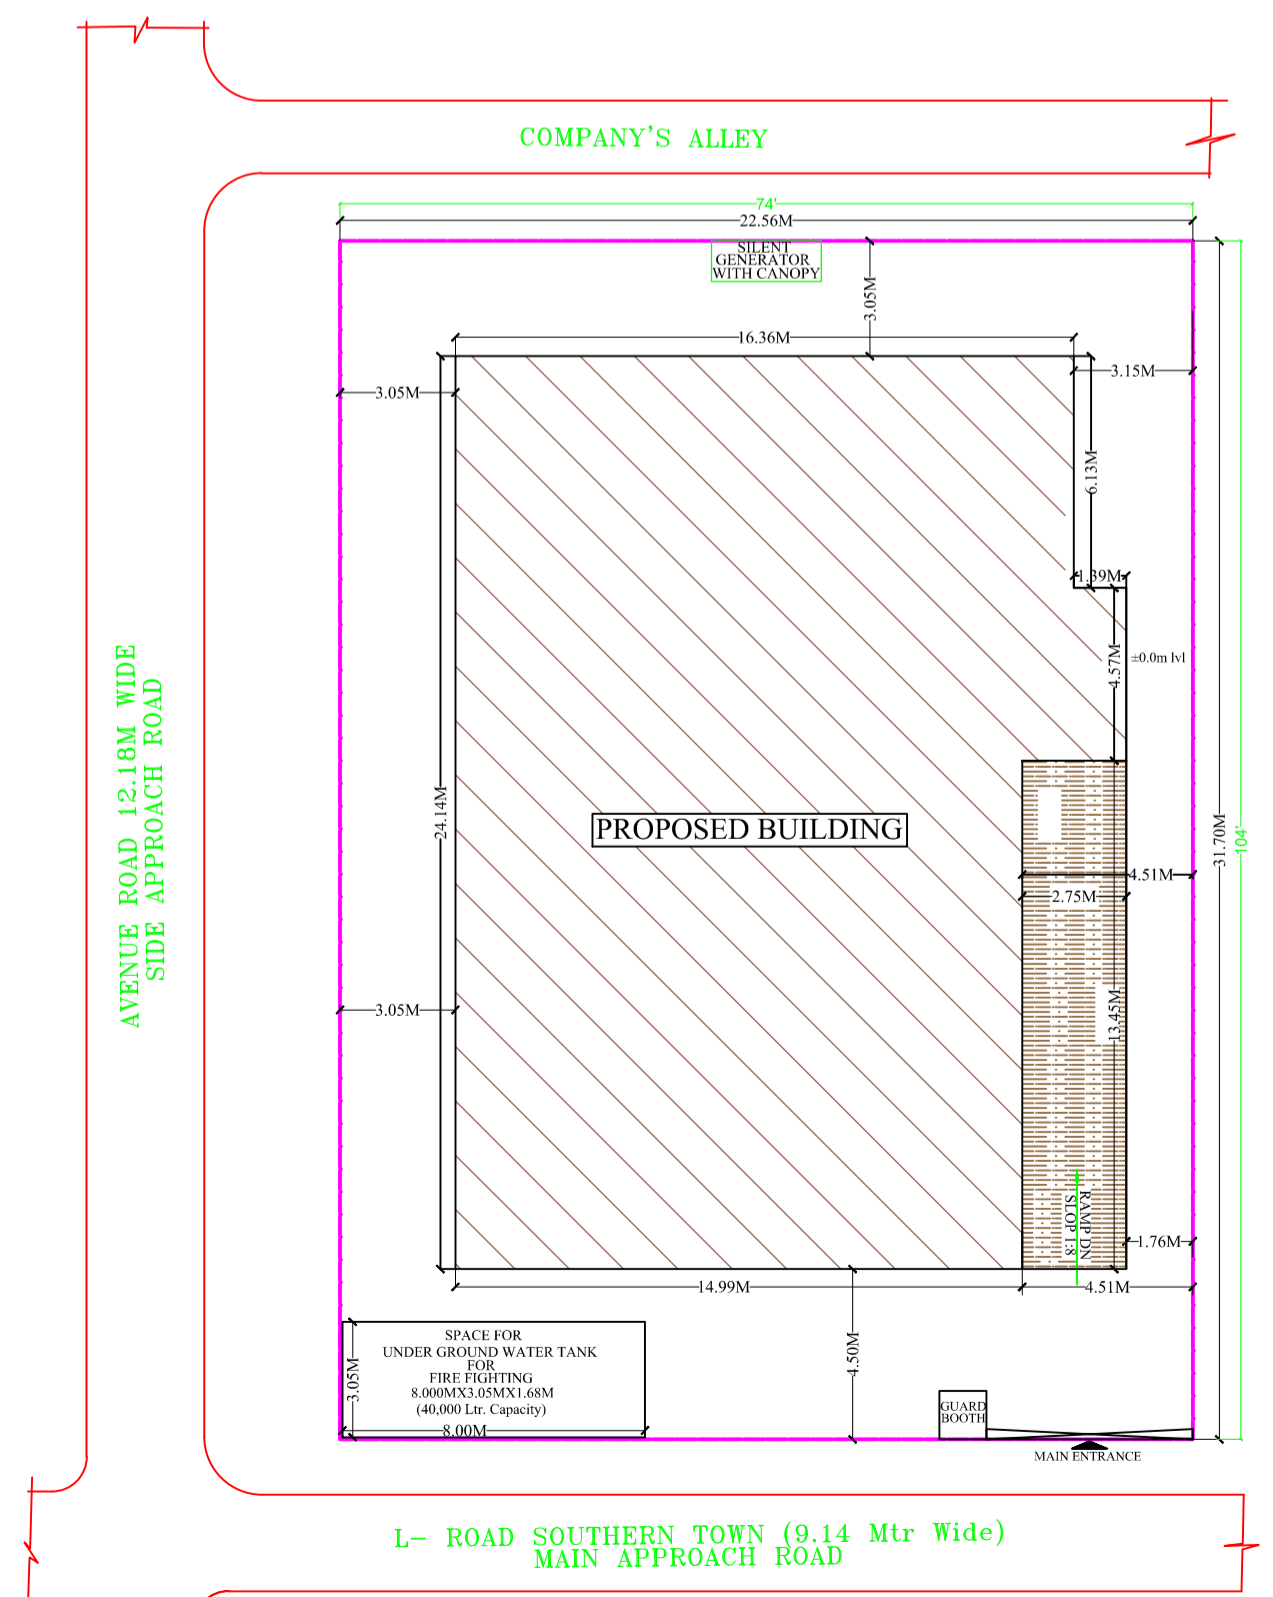 COMPANY'S ALLEY
74'
22.56M
SILENT
GENERATOR
WITH CANOPY
3.05M
16.36M
3.15M
3.05M
6.13M
1.39M
4.57M
±0.0m lvl
AVENUE ROAD 12.18M WIDE
SIDE APPROACH ROAD
24.14M
PROPOSED BUILDING
31.70M
104'
4.51M
2.75M
3.05M
13.45M
RAMP DN
SLOP 1:8
1.76M
14.99M
4.51M
4.50M
SPACE FOR
UNDER GROUND WATER TANK
FOR
FIRE FIGHTING
8.000MX3.05MX1.68M
(40,000 Ltr. Capacity)
3.05M
8.00M
GUARD
BOOTH
MAIN ENTRANCE
L- ROAD SOUTHERN TOWN (9.14 Mtr Wide)
MAIN APPROACH ROAD